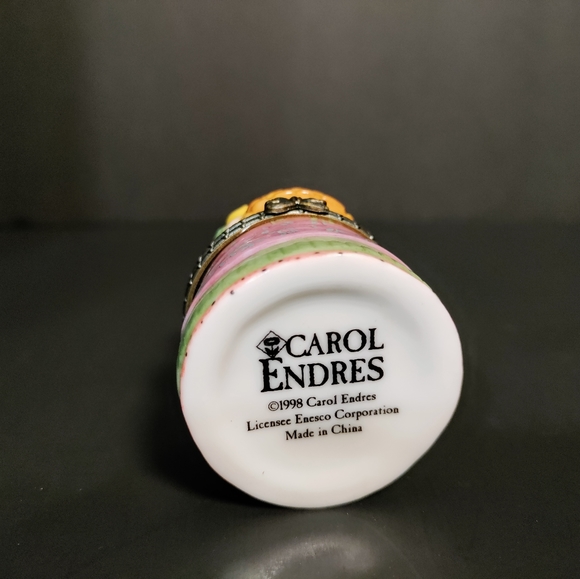 CAROL
ENDRES
©1998 Carol Endres
Licensee Enesco Corporation
Made in China